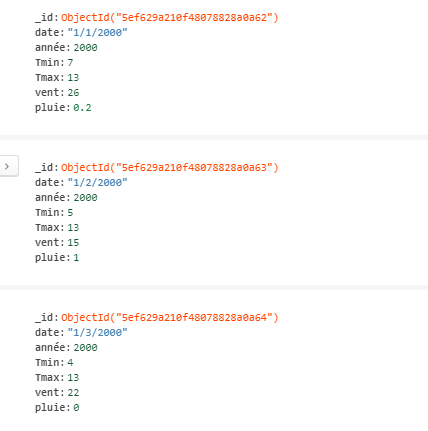 _id: ObjectId("5ef629a210f48078828a0a62")
date: "1/1/2000"
année: 2000
Tmin: 7
Tmax: 13
vent: 26
pluie: 0.2
_id: ObjectId("5ef629a210f48078828a0a63")
date: "1/2/2000"
année: 2000
Tmin: 5
Tmax: 13
vent: 15
pluie: 1
_id: ObjectId("5ef629a210f48078828a0a64")
date: "1/3/2000"
année: 2000
Tmin: 4
Tmax: 13
vent: 22
pluie: 0